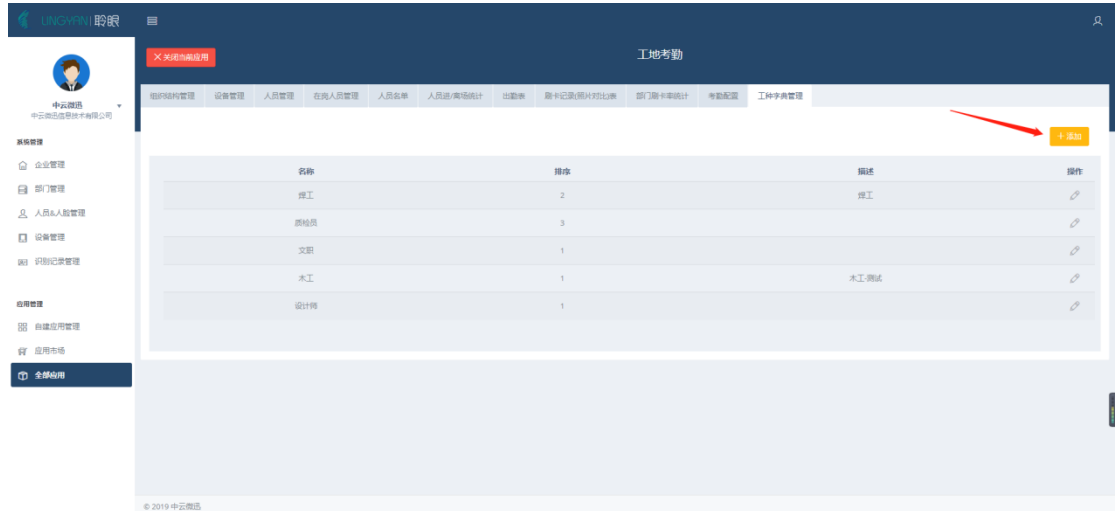 LINGYAN 聆眼
× 关闭当前应用
工地考勤
中云微迅
中云微迅信息技术有限公司
组织结构管理 设备管理 人员管理 在岗人员管理 人员名单 人员进/离场统计 出勤表 刷卡记录(照片对比)表 部门刷卡率统计 考勤配置 工种字典管理
+ 添加
系统管理
企业管理
部门管理
人员&人脸管理
设备管理
识别记录管理
应用管理
自建应用管理
应用市场
全部应用
名称 排序 描述 操作
焊工 2 焊工
质检员 3
文职 1
木工 1 木工-测试
设计师 1
© 2019 中云微迅